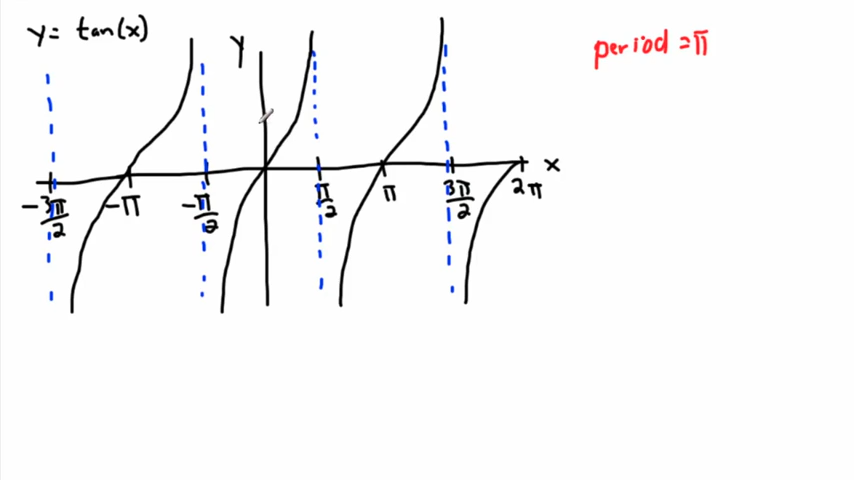 y = tan(x)
y
period = π
x
-3π/2
-π
-π/2
π/2
π
3π/2
2π